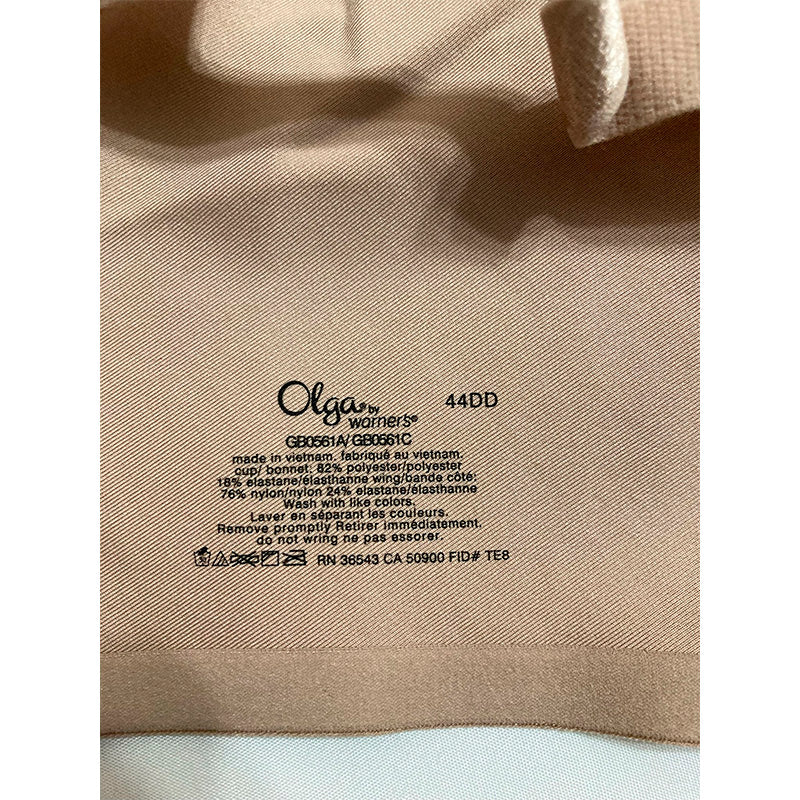 Olga® by warners® 44DD
GB0561A/ GB0561C
made in vietnam. fabriqué au vietnam.
cup/ bonnet: 82% polyester/polyester
18% elastane/élasthanne wing/bande côté:
76% nylon/nylon 24% elastane/élasthanne
Wash with like colors.
Laver en séparant les couleurs.
Remove promptly Retirer immédiatement.
do not wring ne pas essorer.
RN 36543 CA 50900 FID# TE8